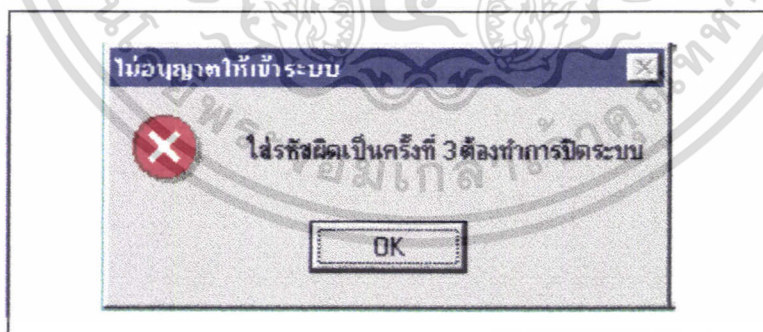 ไม่อนุญาตให้เข้าระบบ
ใส่รหัสผิดเป็นครั้งที่ 3 ต้องทำการปิดระบบ
OK